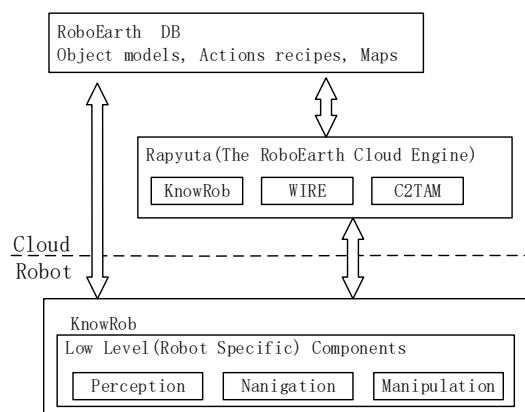 RoboEarth DB
Object models, Actions recipes, Maps
Rapyuta(The RoboEarth Cloud Engine)
KnowRob
WIRE
C2TAM
Cloud
Robot
KnowRob
Low Level(Robot Specific) Components
Perception
Nanigation
Manipulation